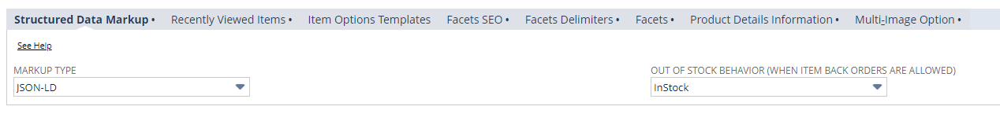 Structured Data Markup • Recently Viewed Items • Item Options Templates Facets SEO • Facets Delimiters • Facets • Product Details Information • Multi-Image Option •
See Help
MARKUP TYPE OUT OF STOCK BEHAVIOR (WHEN ITEM BACK ORDERS ARE ALLOWED)
JSON-LD InStock